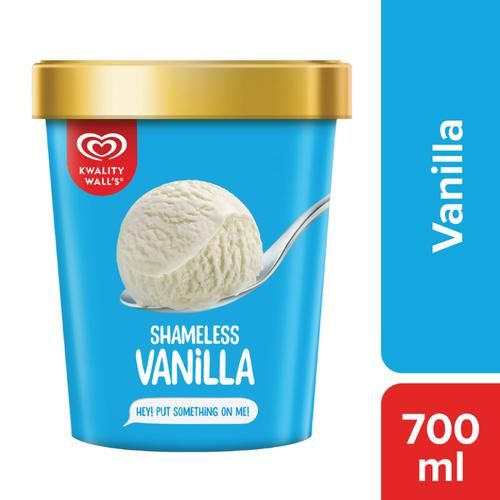 KWALITY
WALL'S®
SHAMELESS
VANiLLA
HEY! PUT SOMETHING ON ME!
Vanilla
700
ml